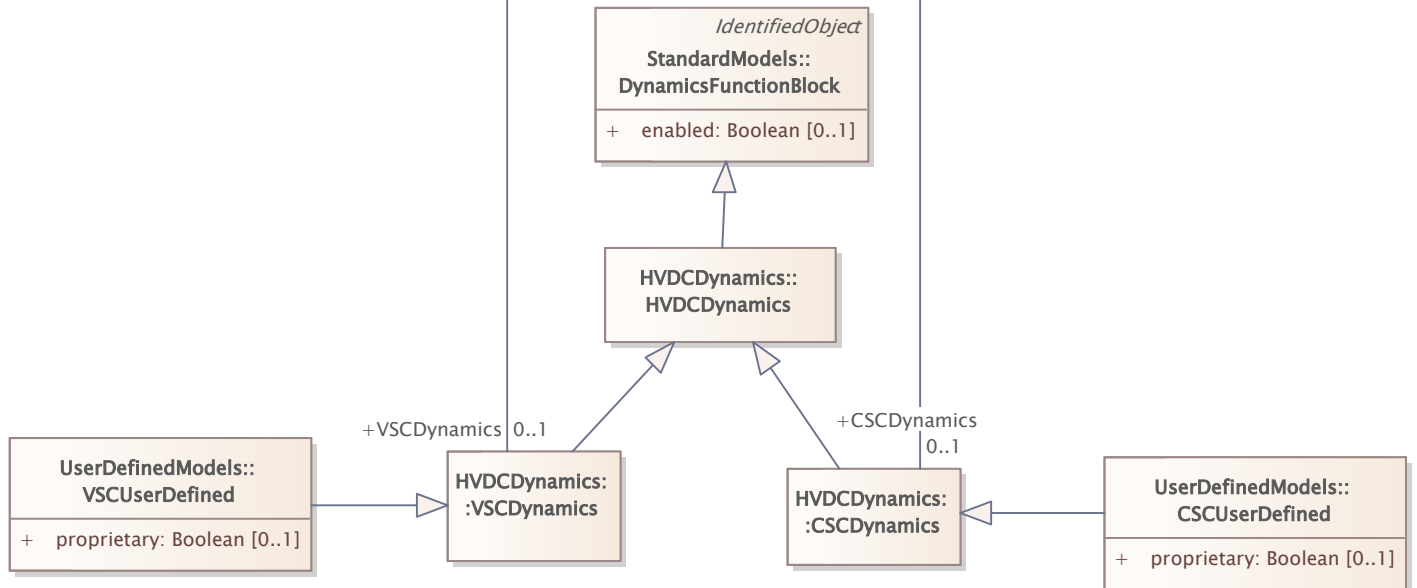 IdentifiedObject
StandardModels::
DynamicsFunctionBlock
+ enabled: Boolean [0..1]
HVDCDynamics::
HVDCDynamics
+VSCDynamics 0..1
+CSCDynamics
0..1
UserDefinedModels::
VSCUserDefined
+ proprietary: Boolean [0..1]
HVDCDynamics:
:VSCDynamics
HVDCDynamics:
:CSCDynamics
UserDefinedModels::
CSCUserDefined
+ proprietary: Boolean [0..1]